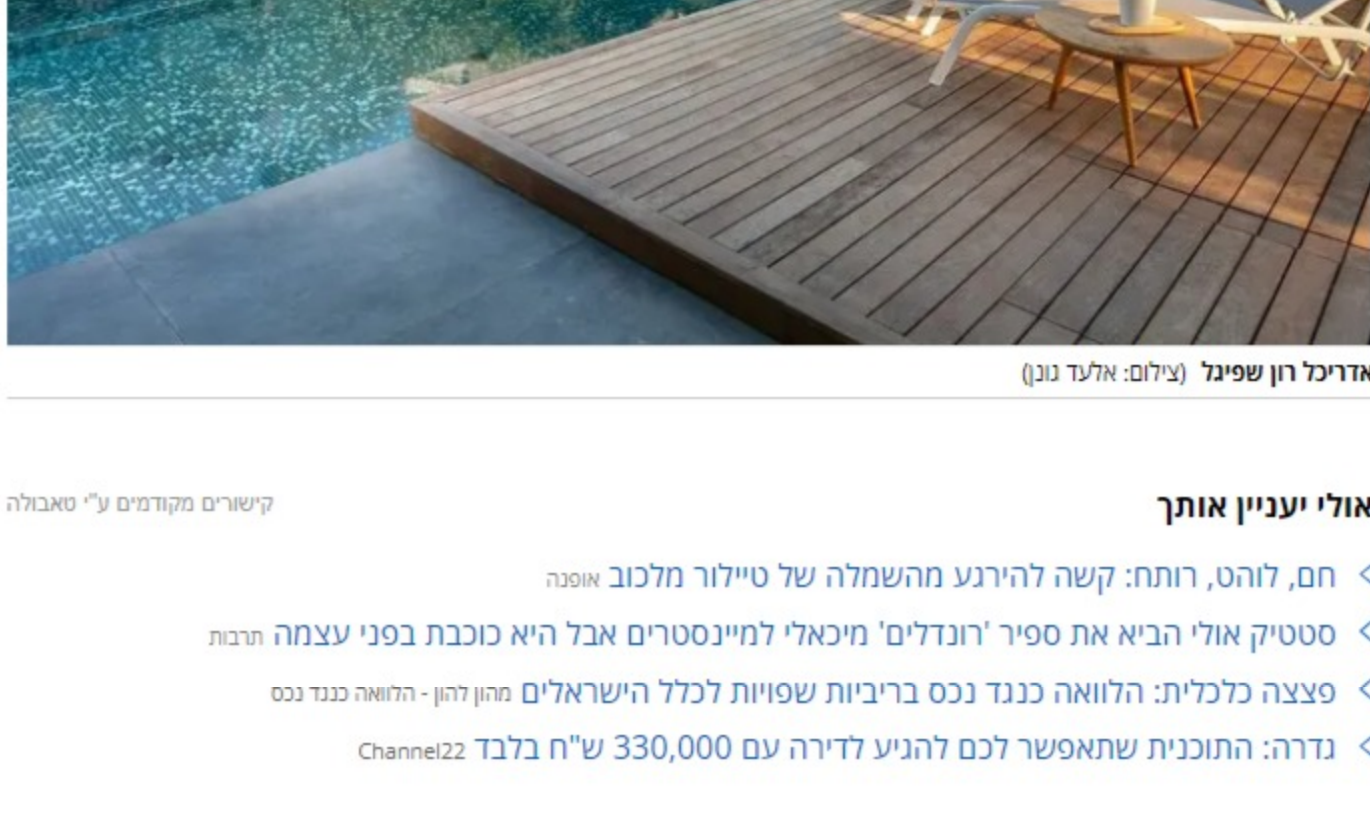 אדריכל רון שפיגל (צילום: אלעד גונן)
אולי יעניין אותך
קישורים מקודמים ע"י טאבולה
חם, לוהט, רותח: קשה להירגע מהשמלה של טיילור מלכוב אופנה
סטטיק אולי הביא את ספיר 'רונדלים' מיכאלי למיינסטרים אבל היא כוכבת בפני עצמה תרבות
פצצה כלכלית: הלוואה כנגד נכס בריביות שפויות לכלל הישראלים מהון להון - הלוואה כנגד נכס
גדרה: התוכנית שתאפשר לכם להגיע לדירה עם 330,000 ש"ח בלבד Channel22